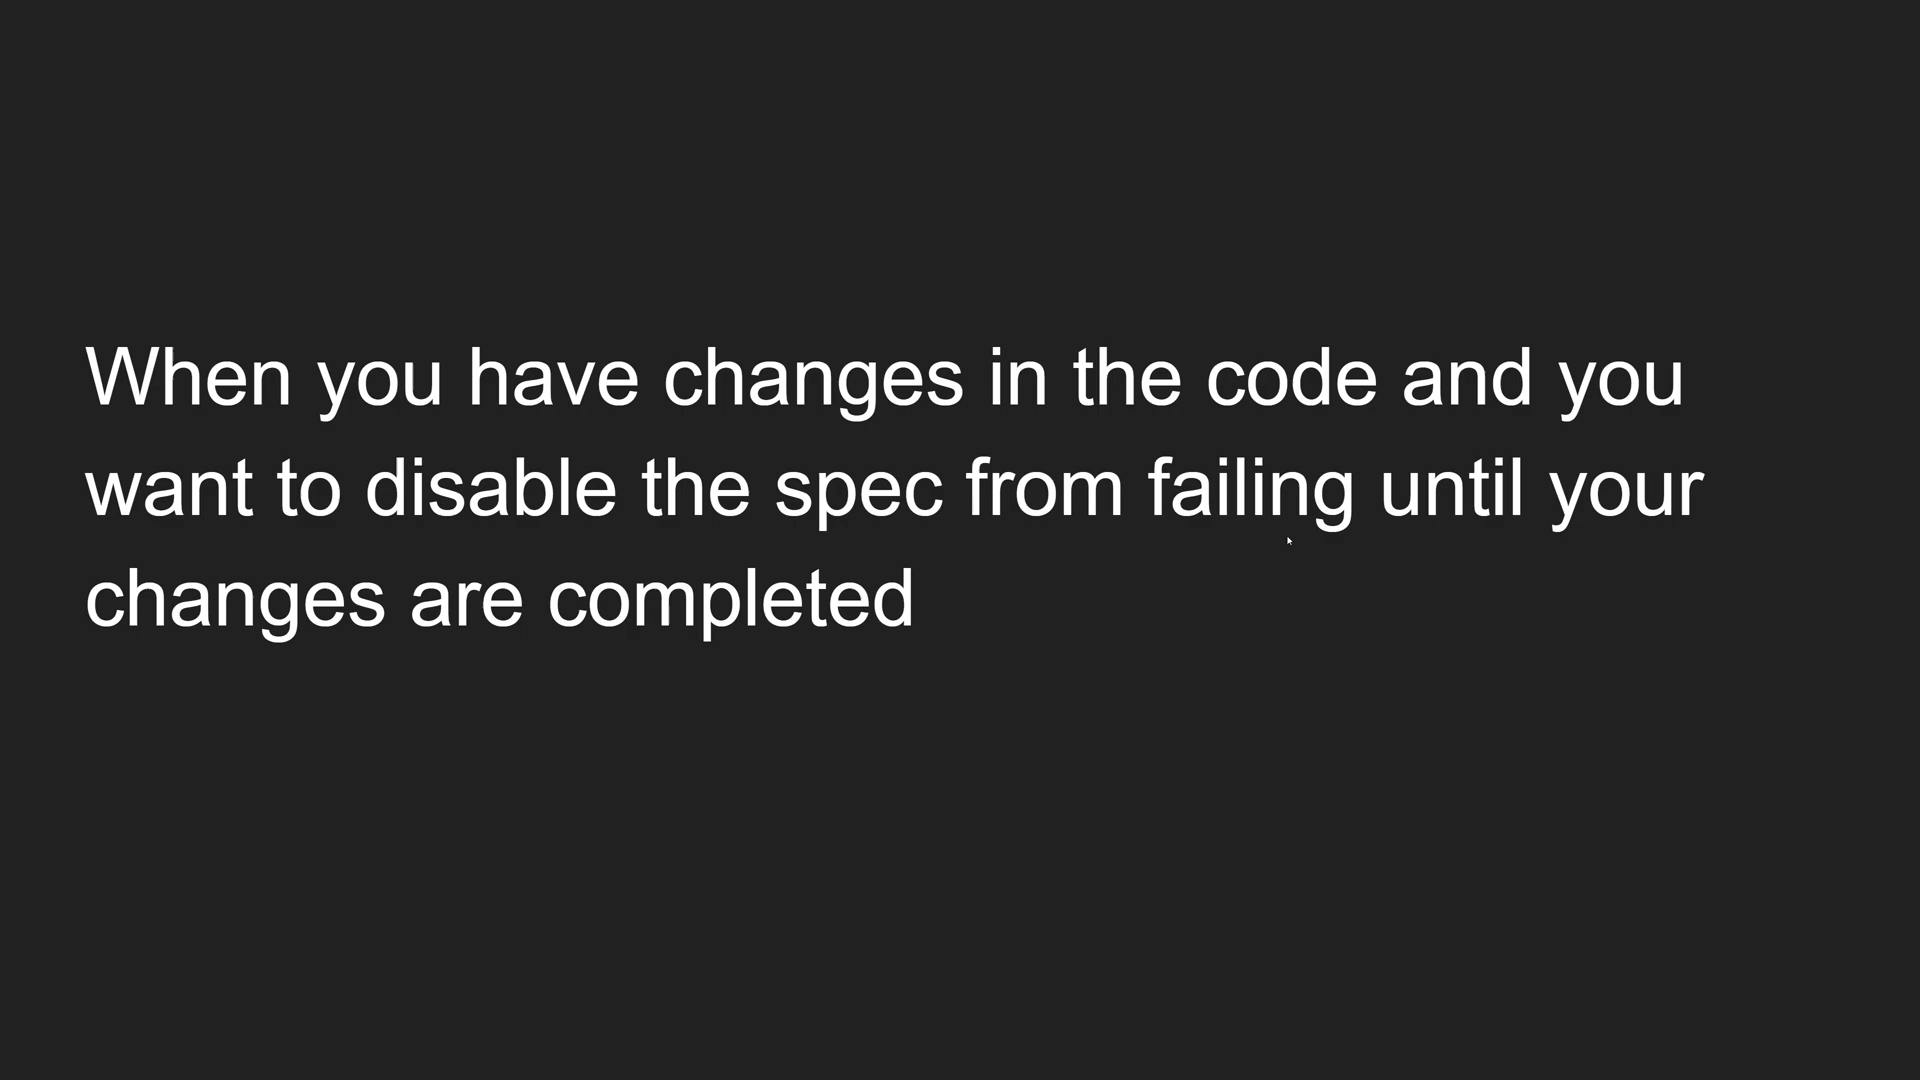 When you have changes in the code and you
want to disable the spec from failing until your
changes are completed